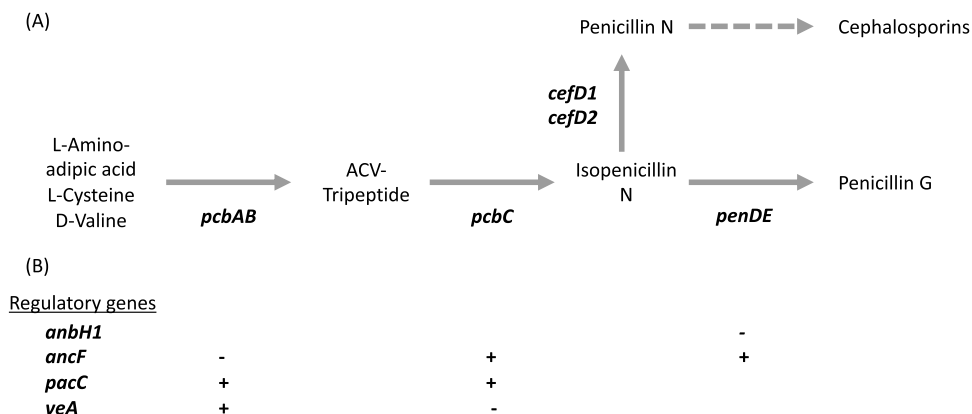 (A)
Penicillin N
Cephalosporins
cefD1
cefD2
L-Amino-
adipic acid
L-Cysteine
D-Valine
ACV-
Tripeptide
Isopenicillin
N
Penicillin G
pcbAB
pcbC
penDE
(B)
Regulatory genes
anbH1 -
ancF - + +
pacC + +
veA + -